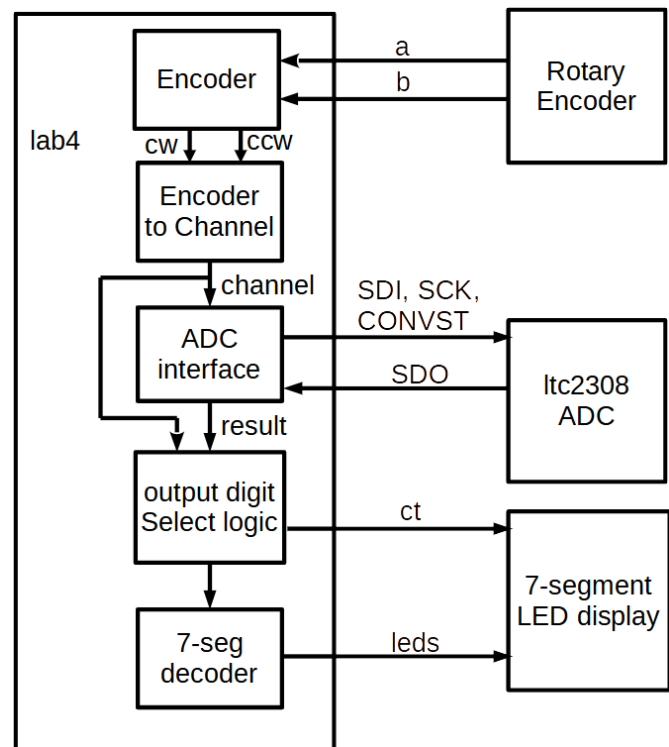 Encoder
a
b
Rotary
Encoder
lab4
cw
ccw
Encoder
to Channel
channel
SDI, SCK,
CONVST
ADC
interface
SDO
ltc2308
ADC
result
output digit
Select logic
ct
7-segment
LED display
7-seg
decoder
leds